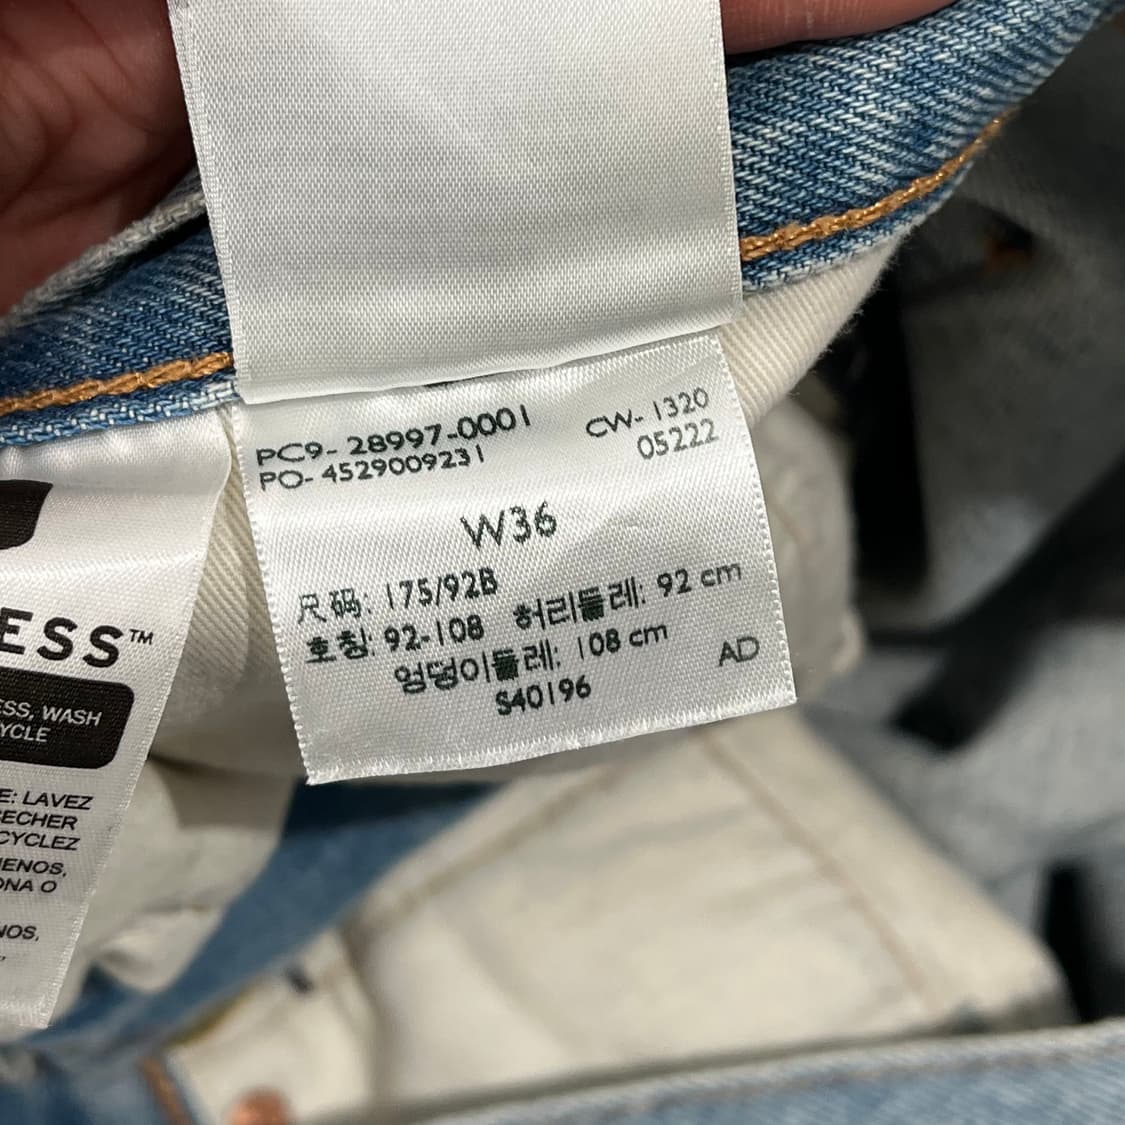 PC9- 28997-0001
PO- 4529009231
CW- 1320
05222
W36
尺码: 175/92B
호칭: 92-108 허리둘레: 92 cm
엉덩이둘레: 108 cm
S40196
AD
ESS™
ESS, WASH
YCLE
E: LAVEZ
SECHER
CYCLEZ
MENOS,
ONA O
NOS,